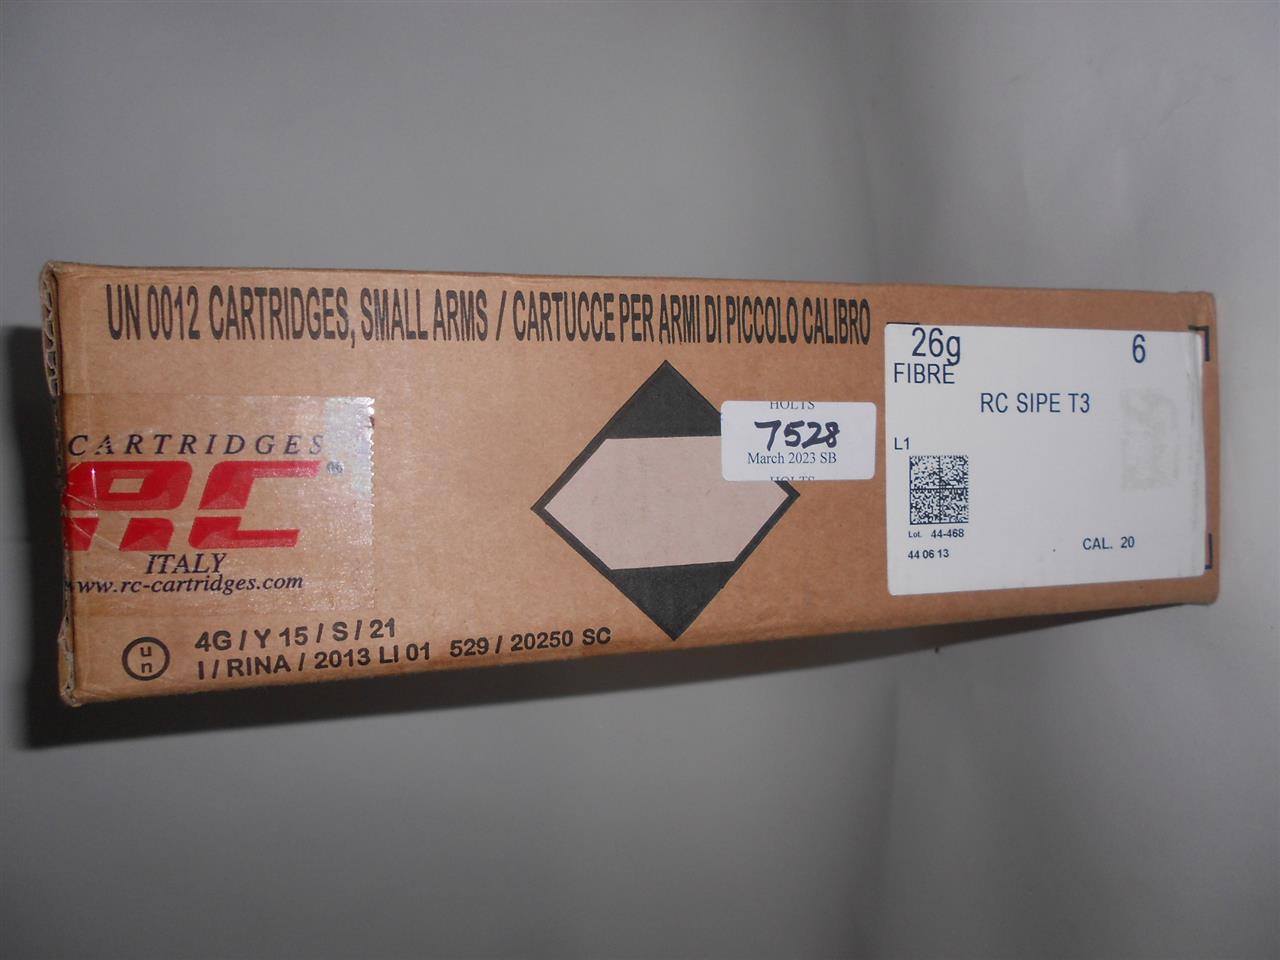 UN 0012 CARTRIDGES, SMALL ARMS / CARTUCCE PER ARMI DI PICCOLO CALIBRO
CARTRIDGES
RC
ITALY
www.rc-cartridges.com
un
4G / Y 15 / S / 21
I / RINA / 2013 LI 01 529 / 20250 SC
HOLTS
7528
March 2023 SB
HOLTS
26g 6
FIBRE
RC SIPE T3
L1
Lot. 44-468
44 06 13
CAL. 20